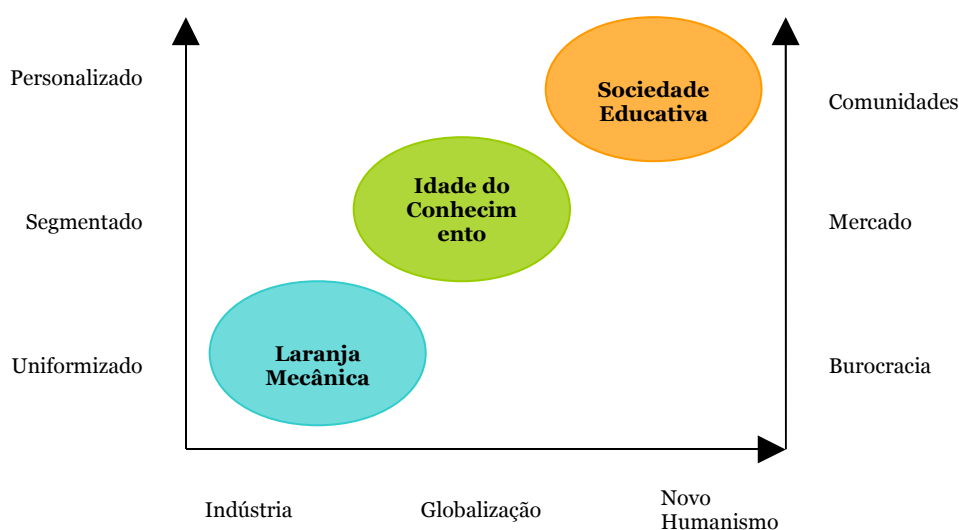 Personalizado
Sociedade
Educativa
Comunidades
Idade do
Conhecim
ento
Segmentado
Mercado
Laranja
Mecânica
Uniformizado
Burocracia
Indústria
Globalização
Novo
Humanismo